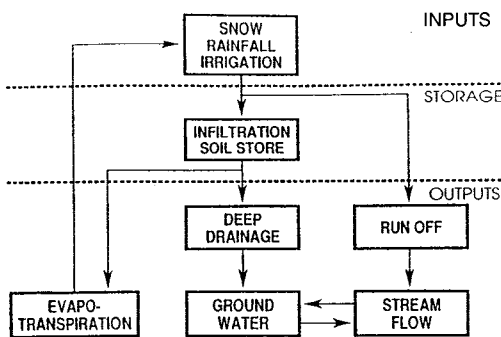 INPUTS
SNOW
RAINFALL
IRRIGATION
STORAGE
INFILTRATION
SOIL STORE
OUTPUTS
DEEP
DRAINAGE
RUN OFF
EVAPO-
TRANSPIRATION
GROUND
WATER
STREAM
FLOW